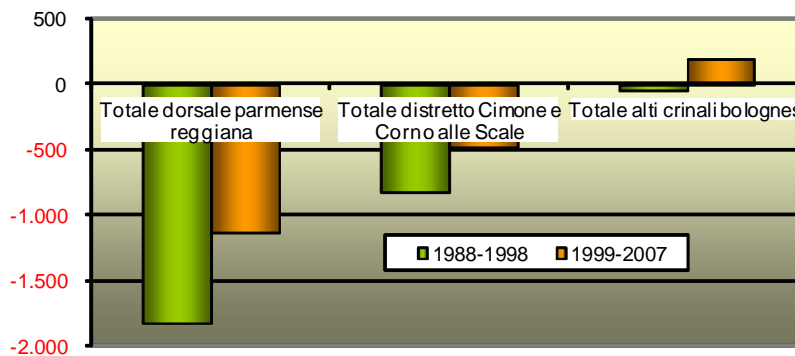 500
0
-500
-1.000
-1.500
-2.000
Totale dorsale parmense
reggiana
Totale distretto Cimone e
Corno alle Scale
Totale alti crinali bolognes
1988-1998
1999-2007